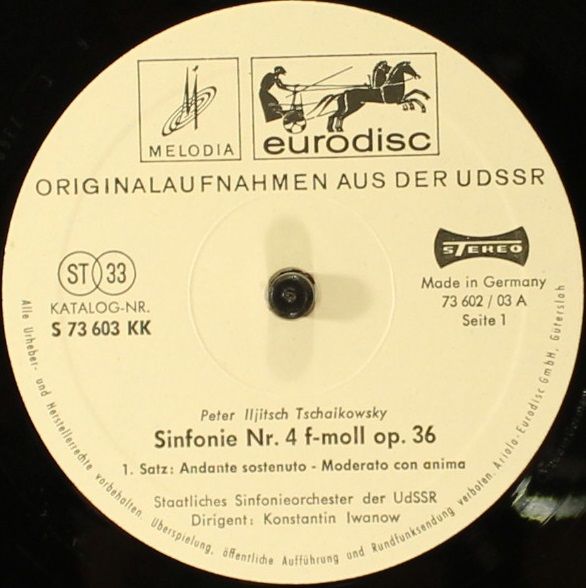 MELODIA
eurodisc
ORIGINALAUFNAHMEN AUS DER UDSSR
ST 33
KATALOG-NR.
S 73 603 KK
STEREO
Made in Germany
73 602 / 03 A
Seite 1
Peter Iljitsch Tschaikowsky
Sinfonie Nr. 4 f-moll op. 36
1. Satz: Andante sostenuto - Moderato con anima
Staatliches Sinfonieorchester der UdSSR
Dirigent: Konstantin Iwanow
Alle Urheber- und Herstellerrechte vorbehalten. Überspielung, öffentliche Aufführung und Rundfunksendung verboten. Ariola-Eurodisc GmbH, Gütersloh